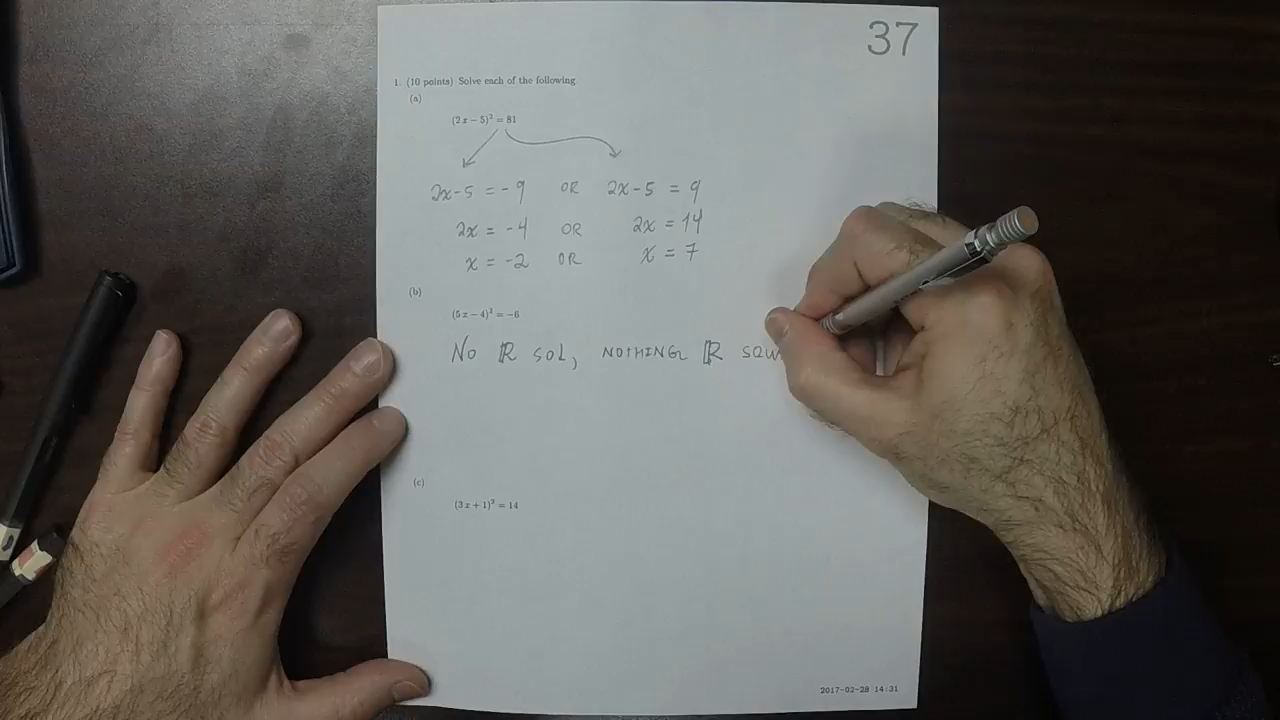 37
1. (10 points) Solve each of the following
(a)
(2x − 5)² = 81
2x-5 = -9 OR 2x-5 = 9
2x = -4 OR 2x = 14
x = -2 OR x = 7
(b)
(5x − 4)² = −6
NO ℝ SOL, NOTHING ℝ
(c)
(3x + 1)² = 14
2017-02-28 14:31